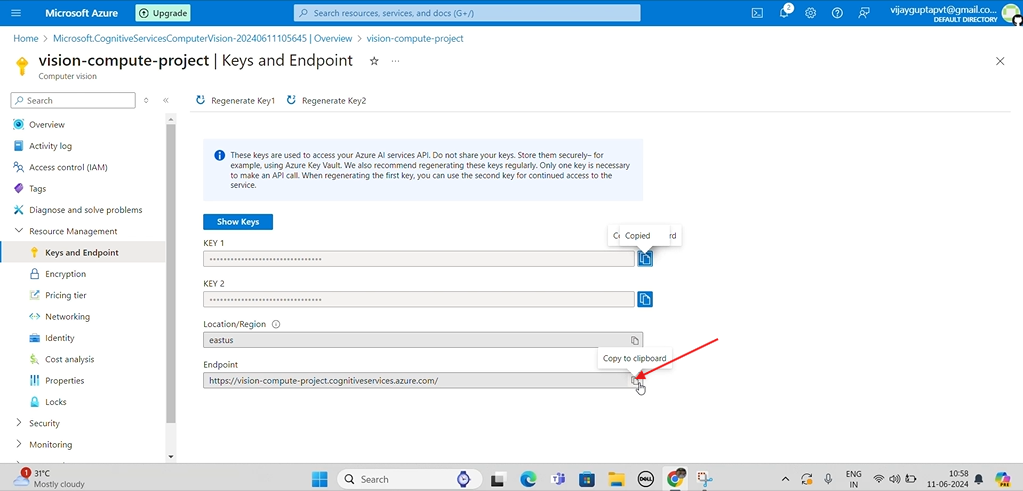 Microsoft Azure
Upgrade
Search resources, services, and docs (G+/)
2
vijayguptapvt@gmail.co...
DEFAULT DIRECTORY
Home > Microsoft.CognitiveServicesComputerVision-20240611105645 | Overview > vision-compute-project
vision-compute-project | Keys and Endpoint
Computer vision
Search
Regenerate Key1
Regenerate Key2
Overview
Activity log
Access control (IAM)
Tags
Diagnose and solve problems
Resource Management
Keys and Endpoint
Encryption
Pricing tier
Networking
Identity
Cost analysis
Properties
Locks
Security
Monitoring
These keys are used to access your Azure AI services API. Do not share your keys. Store them securely– for
example, using Azure Key Vault. We also recommend regenerating these keys regularly. Only one key is necessary
to make an API call. When regenerating the first key, you can use the second key for continued access to the
service.
Show Keys
Copied
KEY 1
KEY 2
Location/Region
eastus
Copy to clipboard
Endpoint
https://vision-compute-project.cognitiveservices.azure.com/
1
31°C
Mostly cloudy
Search
DELL
ENG
IN
10:58
11-06-2024